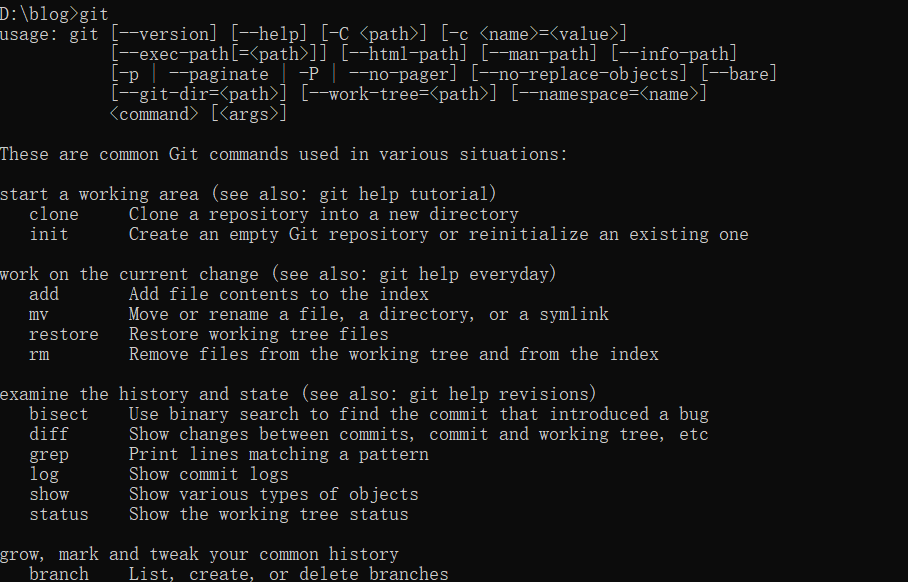 D:\blog>git
usage: git [--version] [--help] [-C <path>] [-c <name>=<value>]
           [--exec-path[=<path>]] [--html-path] [--man-path] [--info-path]
           [-p | --paginate | -P | --no-pager] [--no-replace-objects] [--bare]
           [--git-dir=<path>] [--work-tree=<path>] [--namespace=<name>]
           <command> [<args>]

These are common Git commands used in various situations:

start a working area (see also: git help tutorial)
   clone     Clone a repository into a new directory
   init      Create an empty Git repository or reinitialize an existing one

work on the current change (see also: git help everyday)
   add       Add file contents to the index
   mv        Move or rename a file, a directory, or a symlink
   restore   Restore working tree files
   rm        Remove files from the working tree and from the index

examine the history and state (see also: git help revisions)
   bisect    Use binary search to find the commit that introduced a bug
   diff      Show changes between commits, commit and working tree, etc
   grep      Print lines matching a pattern
   log       Show commit logs
   show      Show various types of objects
   status    Show the working tree status

grow, mark and tweak your common history
   branch    List, create, or delete branches